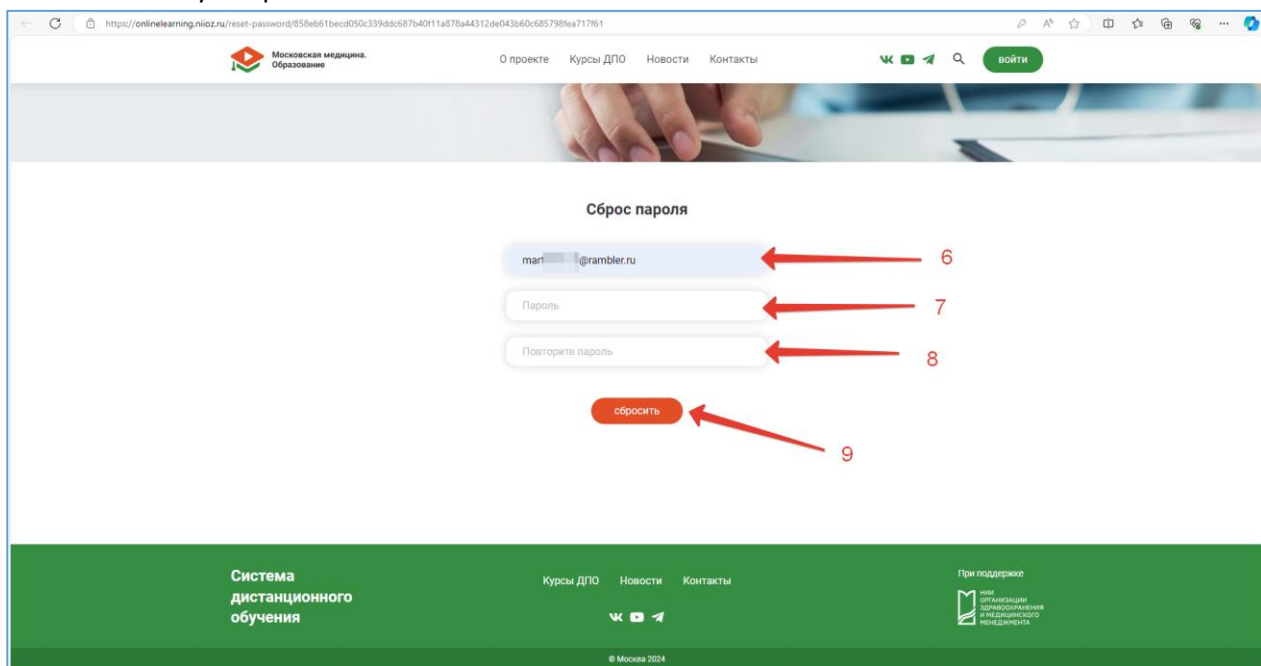 https://onlinelearning.niioz.ru/reset-password/858eb61becd050c339ddc687b40f11a878a44312de043b60c685798fea717f61
Московская медицина.
Образование
О проекте Курсы ДПО Новости Контакты
войти
Сброс пароля
@rambler.ru
6
Пароль
7
Повторите пароль
8
сбросить
9
Система
дистанционного
обучения
Курсы ДПО Новости Контакты
При поддержке
НИИ
ОРГАНИЗАЦИИ
ЗДРАВООХРАНЕНИЯ
И МЕДИЦИНСКОГО
МЕНЕДЖМЕНТА
© Москва 2024